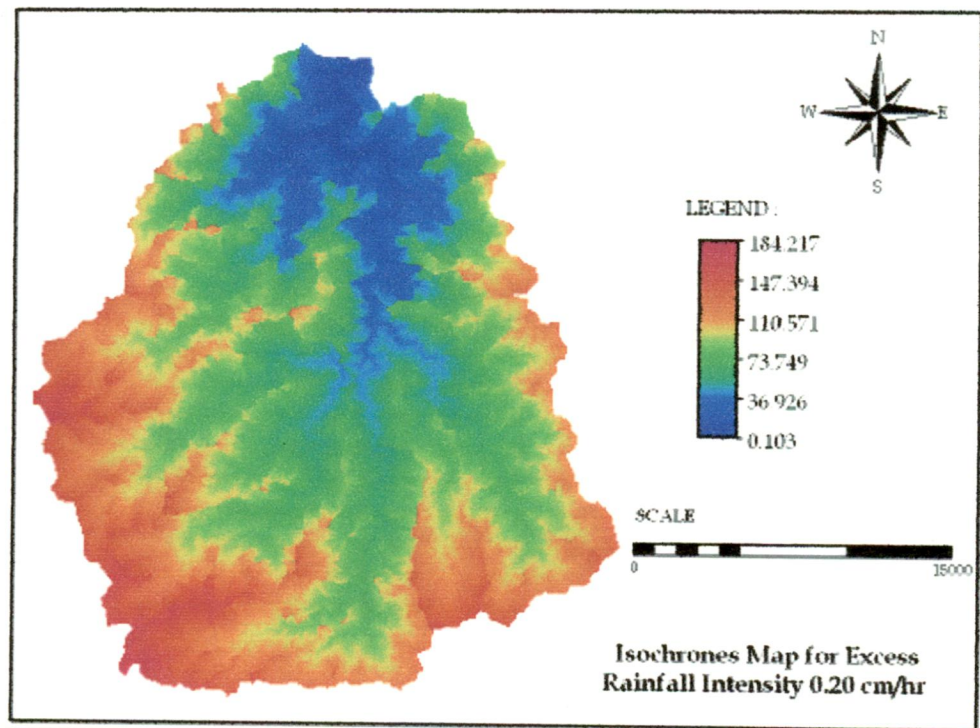 N
W E
S
LEGEND :
184.217
147.394
110.571
73.749
36.926
0.103
SCALE
0 15000
Isochrones Map for Excess
Rainfall Intensity 0.20 cm/hr